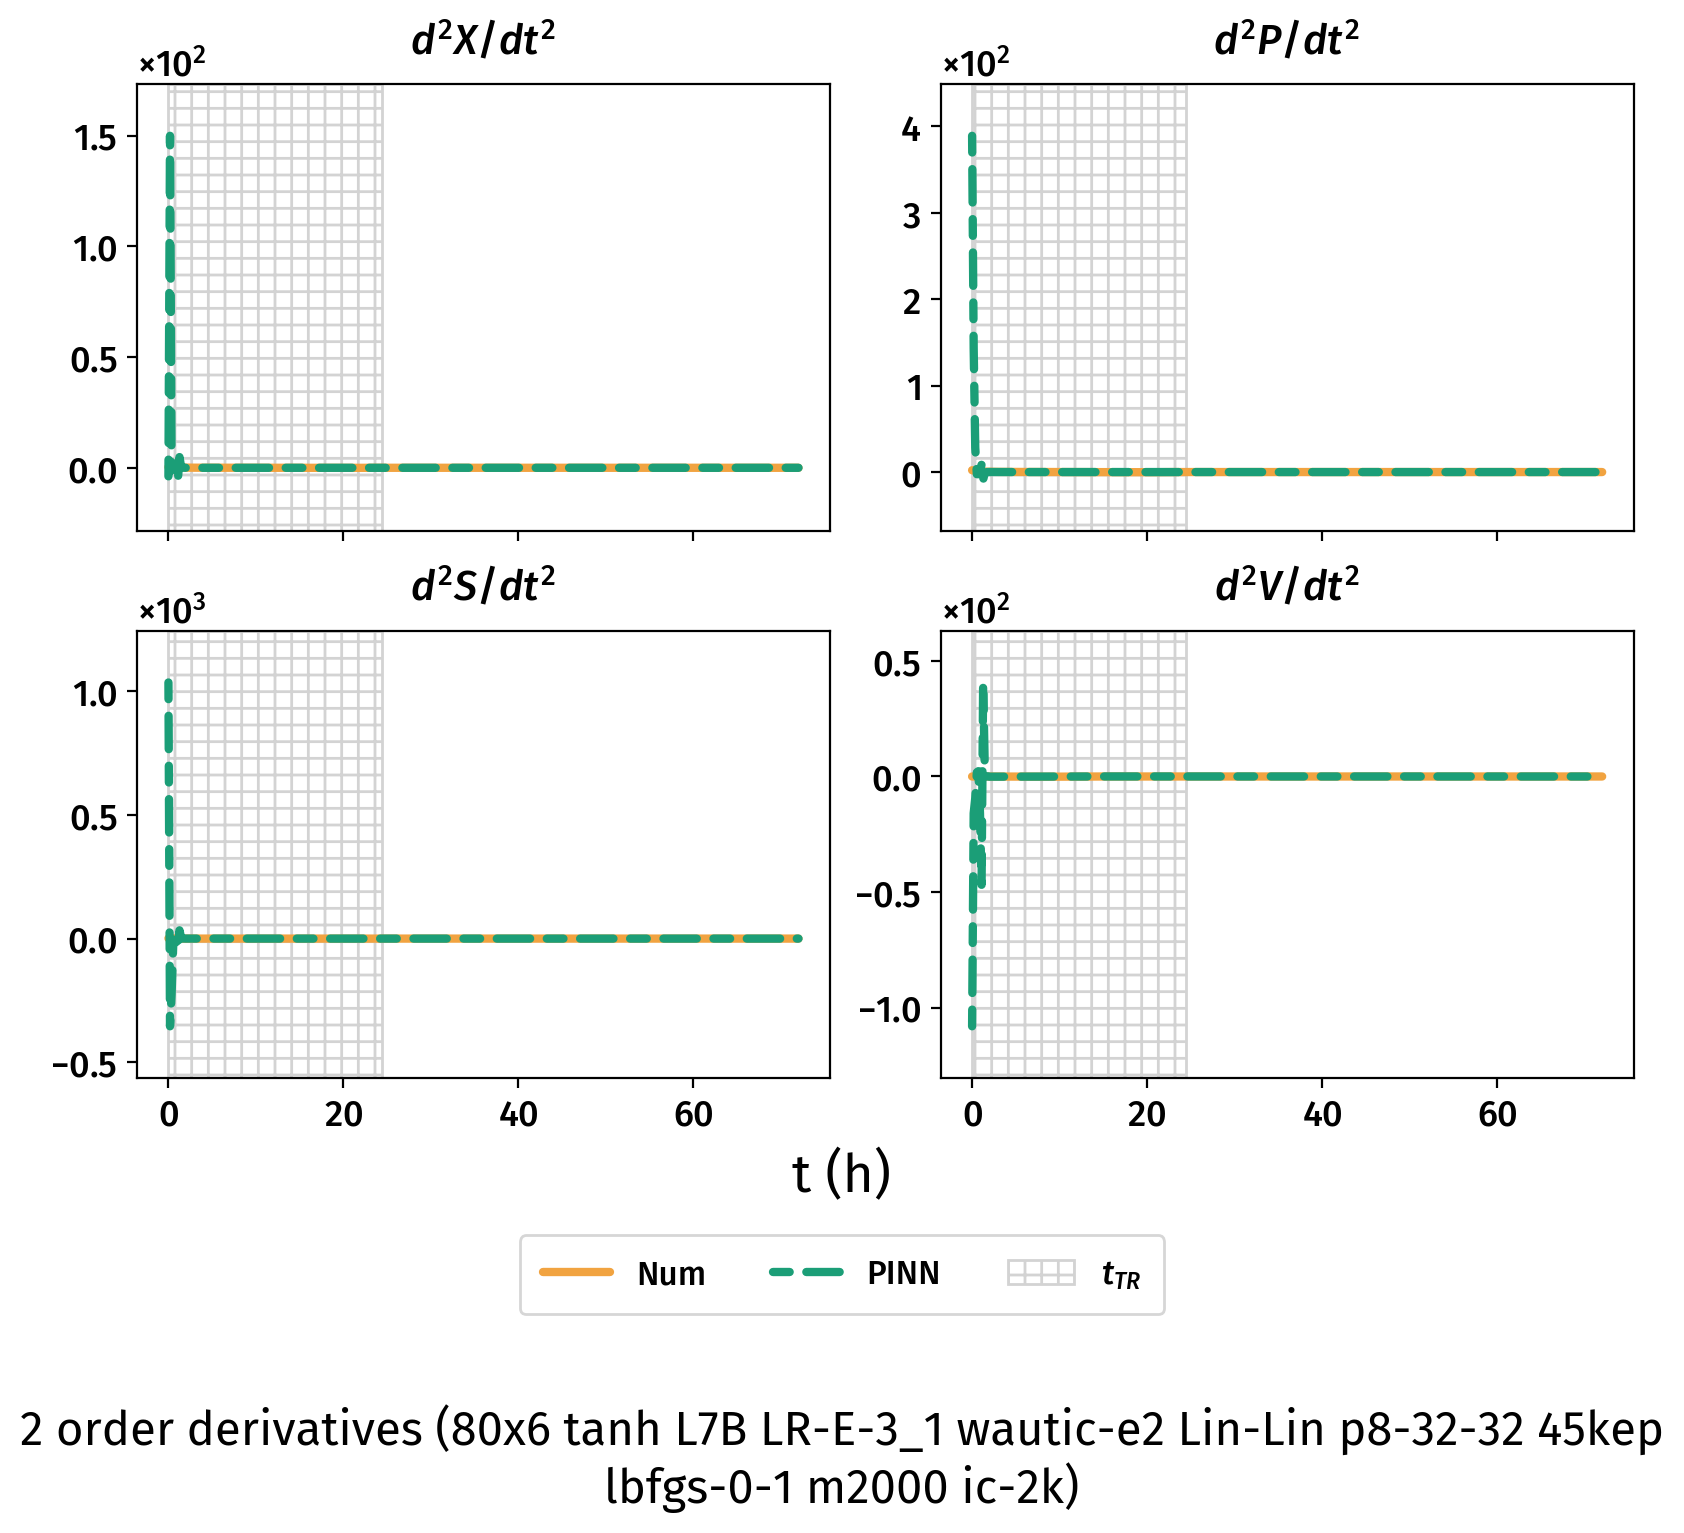 d²X/dt²
×10²
1.5
1.0
0.5
0.0
d²P/dt²
×10²
4
3
2
1
0
d²S/dt²
×10³
1.0
0.5
0.0
−0.5
0 20 40 60
d²V/dt²
×10²
0.5
0.0
−0.5
−1.0
0 20 40 60
t (h)
Num PINN t_TR
2 order derivatives (80x6 tanh L7B LR-E-3_1 wautic-e2 Lin-Lin p8-32-32 45kep
lbfgs-0-1 m2000 ic-2k)